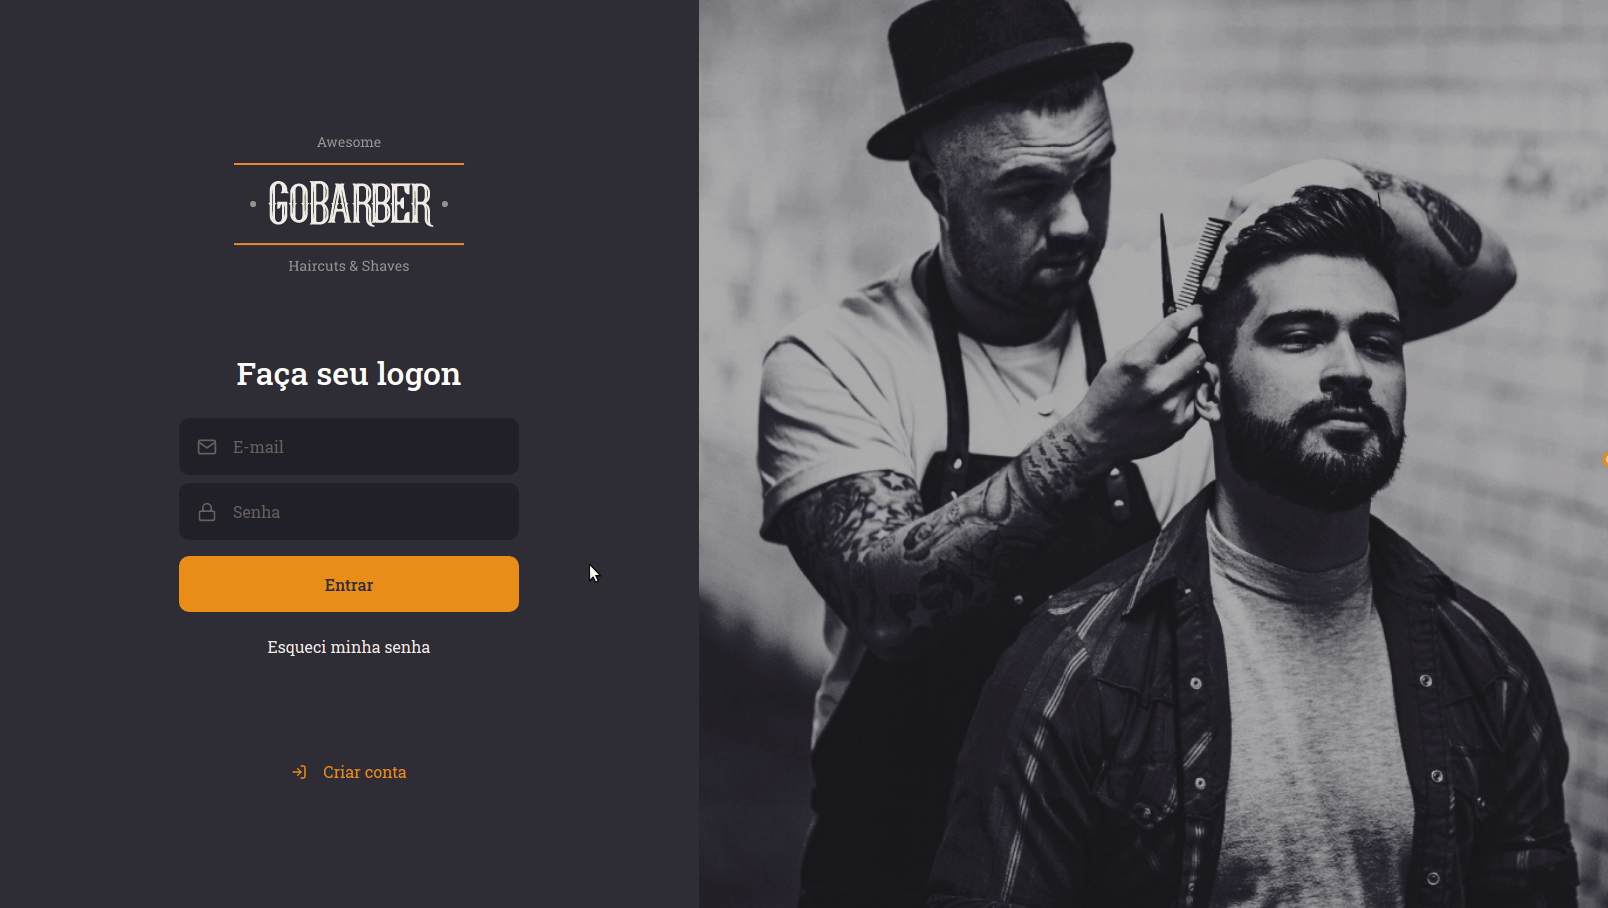 Awesome
GOBARBER
Haircuts & Shaves
Faça seu logon
E-mail
Senha
Entrar
Esqueci minha senha
Criar conta